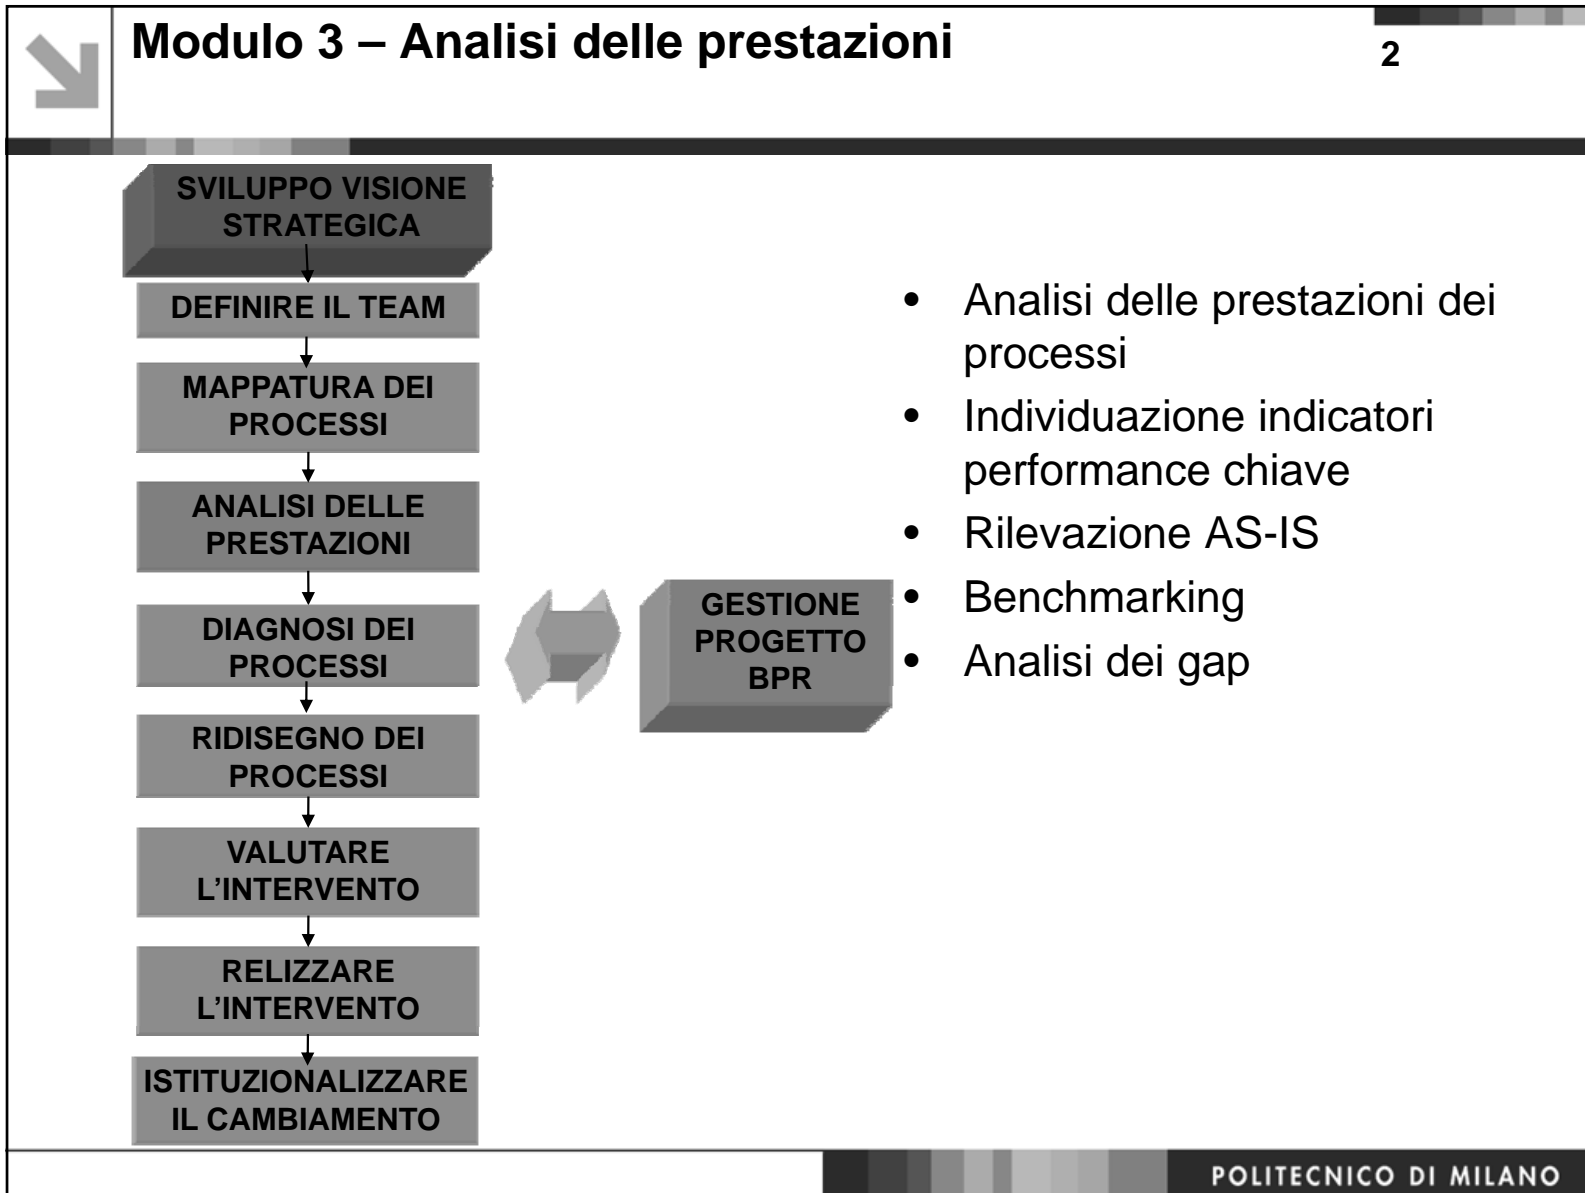 Modulo 3 – Analisi delle prestazioni
2
SVILUPPO VISIONE
STRATEGICA
DEFINIRE IL TEAM
MAPPATURA DEI
PROCESSI
ANALISI DELLE
PRESTAZIONI
DIAGNOSI DEI
PROCESSI
RIDISEGNO DEI
PROCESSI
VALUTARE
L’INTERVENTO
RELIZZARE
L’INTERVENTO
ISTITUZIONALIZZARE
IL CAMBIAMENTO
GESTIONE
PROGETTO
BPR
• Analisi delle prestazioni dei
processi
• Individuazione indicatori
performance chiave
• Rilevazione AS-IS
• Benchmarking
• Analisi dei gap
POLITECNICO DI MILANO